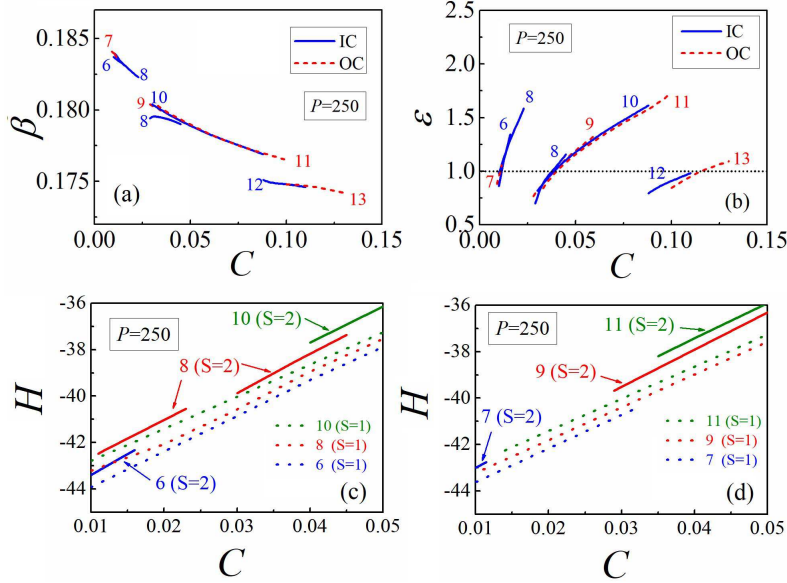 0.185
0.180
0.175
β
7
6
8
9
10
8
11
12
13
IC
OC
P=250
(a)
0.00 0.05 0.10 0.15
C
2.5
2.0
1.5
1.0
0.5
ε
P=250
IC
OC
8
6
7
9
8
10
11
12
13
(b)
0.00 0.05 0.10 0.15
C
-36
-38
-40
-42
-44
H
P=250
10 (S=2)
8 (S=2)
6 (S=2)
10 (S=1)
8 (S=1)
6 (S=1)
(c)
0.01 0.02 0.03 0.04 0.05
C
-36
-38
-40
-42
-44
H
P=250
11 (S=2)
9 (S=2)
7 (S=2)
11 (S=1)
9 (S=1)
7 (S=1)
(d)
0.01 0.02 0.03 0.04 0.05
C